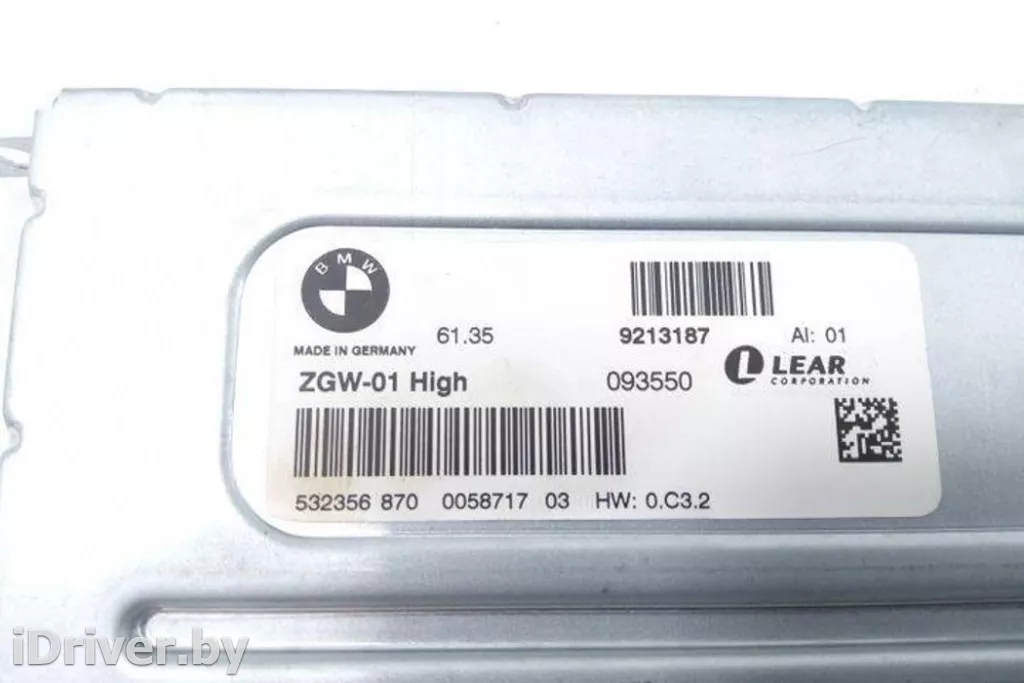 BMW
MADE IN GERMANY
61.35
9213187
AI: 01
ZGW-01 High
093550
L LEAR
CORPORATION
532356 870 0058717 03 HW: 0.C3.2
iDriver.by